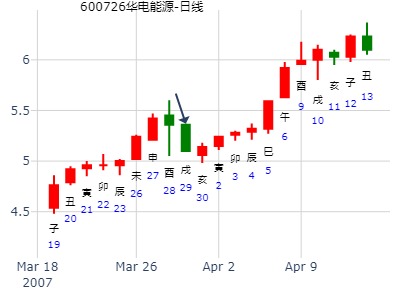 600726华电能源-日线
6
5.5
5
4.5
子
19
丑
20
寅
21
卯
22
辰
23
未
26
申
27
酉
28
戌
29
亥
30
寅
2
卯
3
辰
4
巳
5
午
6
酉
9
戌
10
亥
11
子
12
丑
13
Mar 18
2007
Mar 26
Apr 2
Apr 9